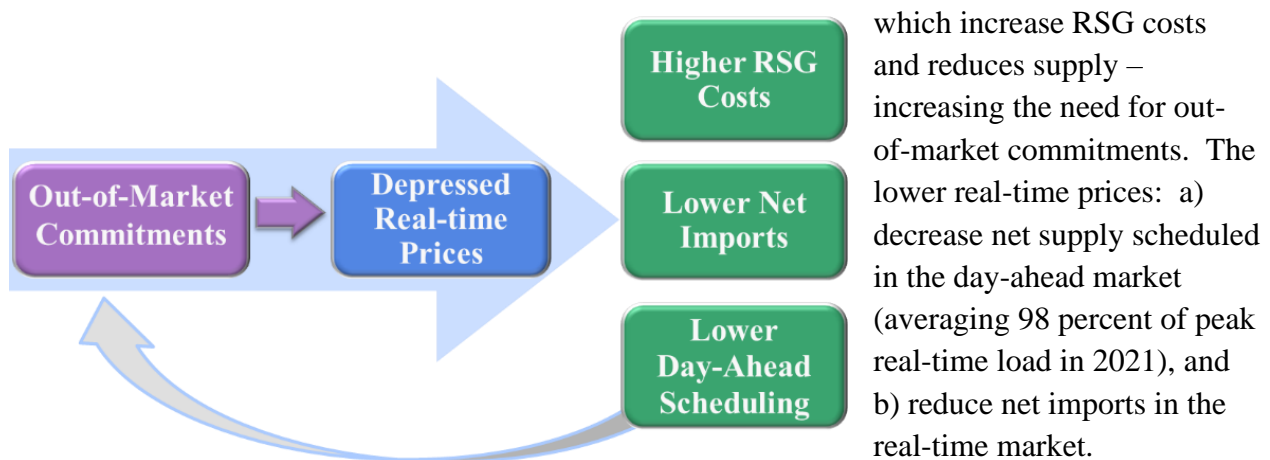 Out-of-Market
Commitments
Depressed
Real-time
Prices
Higher RSG
Costs
Lower Net
Imports
Lower
Day-Ahead
Scheduling
which increase RSG costs
and reduces supply –
increasing the need for out-
of-market commitments.  The
lower real-time prices:  a)
decrease net supply scheduled
in the day-ahead market
(averaging 98 percent of peak
real-time load in 2021), and
b) reduce net imports in the
real-time market.